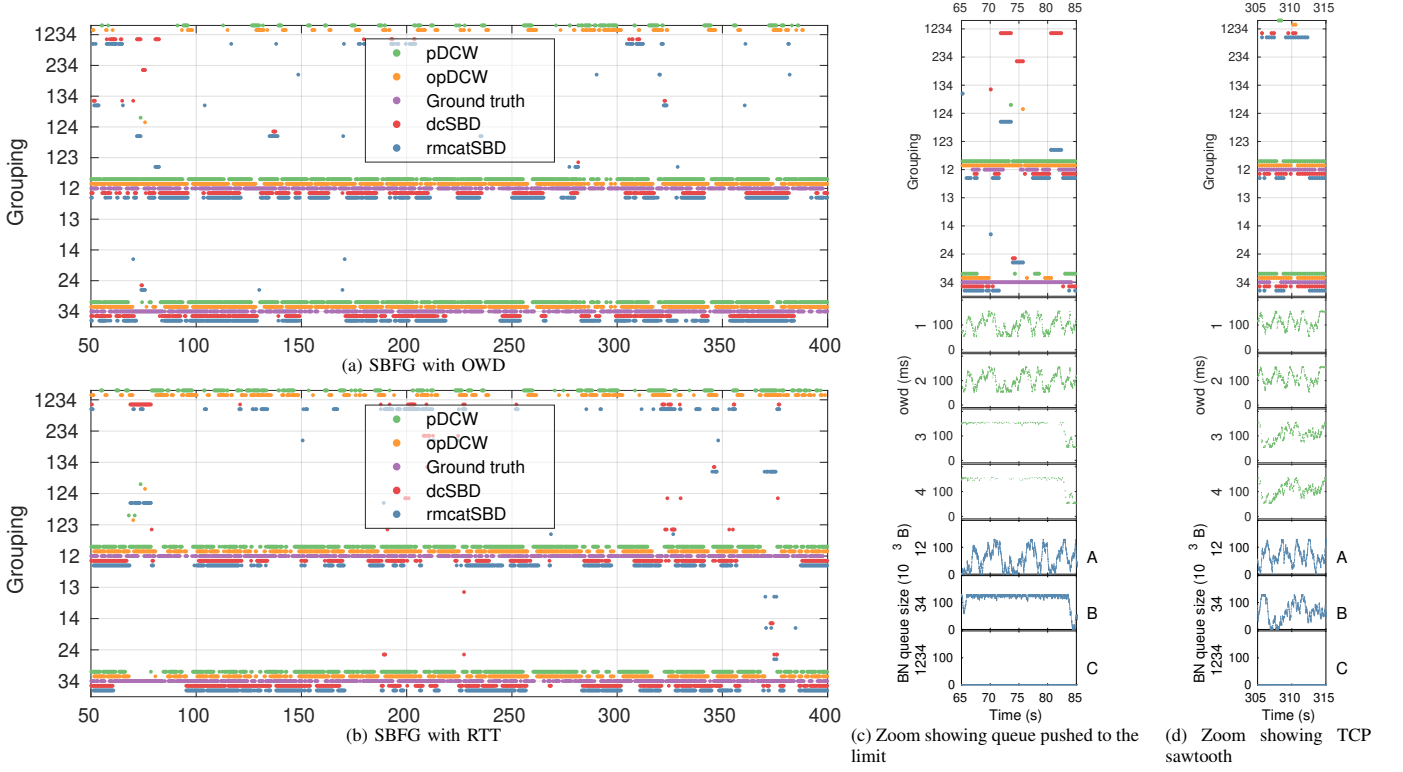 Grouping
1234
234
134
124
123
12
13
14
24
34
pDCW
opDCW
Ground truth
dcSBD
rmcatSBD
50 100 150 200 250 300 350 400
(a) SBFG with OWD
Grouping
1234
234
134
124
123
12
13
14
24
34
pDCW
opDCW
Ground truth
dcSBD
rmcatSBD
50 100 150 200 250 300 350 400
(b) SBFG with RTT
65 70 75 80 85
Grouping
1234
234
134
124
123
12
13
14
24
34
owd (ms)
1
100
0
2
100
0
3
100
0
4
100
0
BN queue size (10 3 B)
12
100
0
A
34
100
0
B
1234
100
0
C
65 70 75 80 85
Time (s)
(c) Zoom showing queue pushed to the
limit
305 310 315
Grouping
1234
234
134
124
123
12
13
14
24
34
owd (ms)
1
100
0
2
100
0
3
100
0
4
100
0
BN queue size (10 3 B)
12
100
0
A
34
100
0
B
1234
100
0
C
305 310 315
Time (s)
(d) Zoom showing TCP
sawtooth